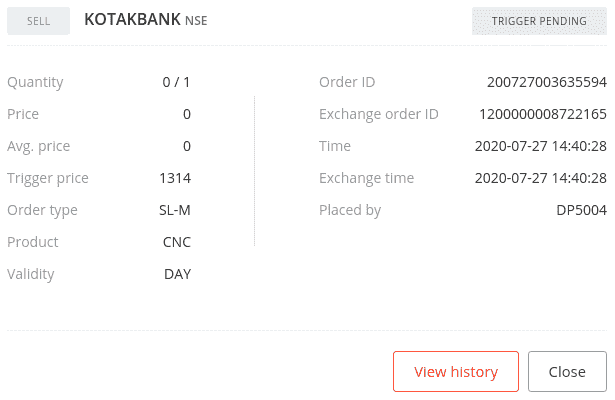 SELL KOTAKBANK NSE TRIGGER PENDING
Quantity 0 / 1
Price 0
Avg. price 0
Trigger price 1314
Order type SL-M
Product CNC
Validity DAY
Order ID 200727003635594
Exchange order ID 1200000008722165
Time 2020-07-27 14:40:28
Exchange time 2020-07-27 14:40:28
Placed by DP5004
View history Close